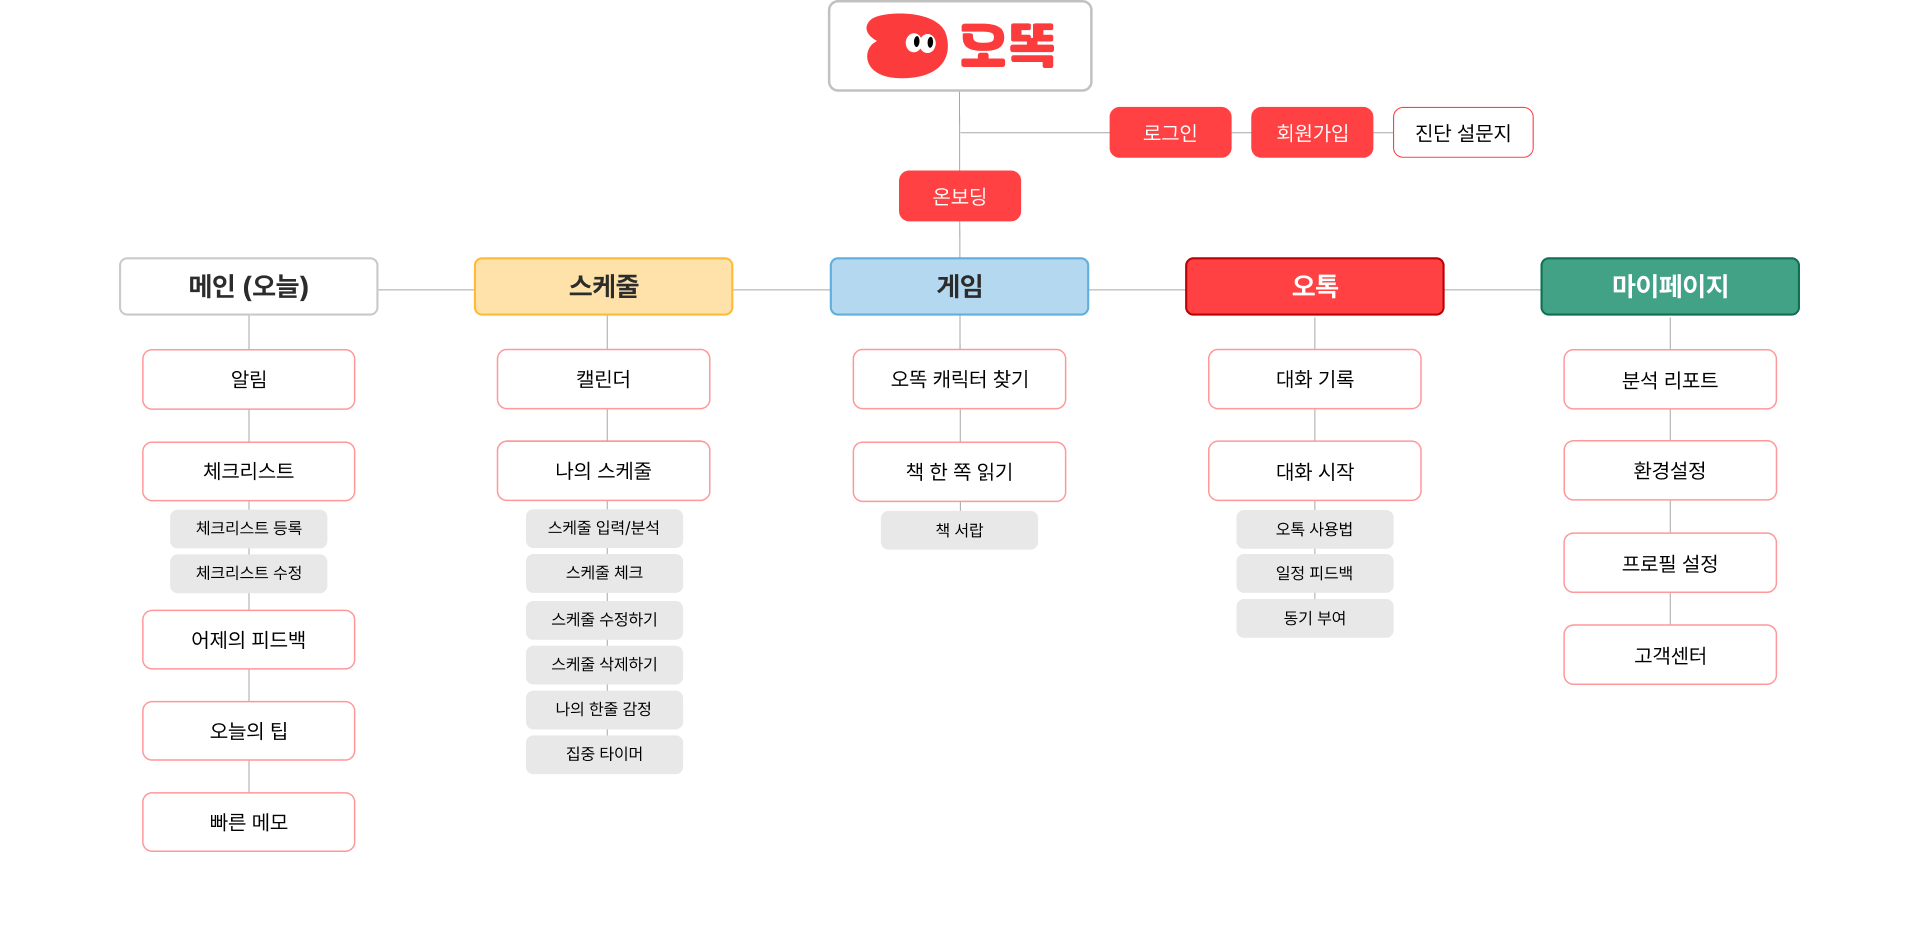 오똑
로그인
회원가입
진단 설문지
온보딩
메인 (오늘)
스케줄
게임
오톡
마이페이지
알림
체크리스트
체크리스트 등록
체크리스트 수정
어제의 피드백
오늘의 팁
빠른 메모
캘린더
나의 스케줄
스케줄 입력/분석
스케줄 체크
스케줄 수정하기
스케줄 삭제하기
나의 한줄 감정
집중 타이머
오똑 캐릭터 찾기
책 한 쪽 읽기
책 서랍
대화 기록
대화 시작
오톡 사용법
일정 피드백
동기 부여
분석 리포트
환경설정
프로필 설정
고객센터